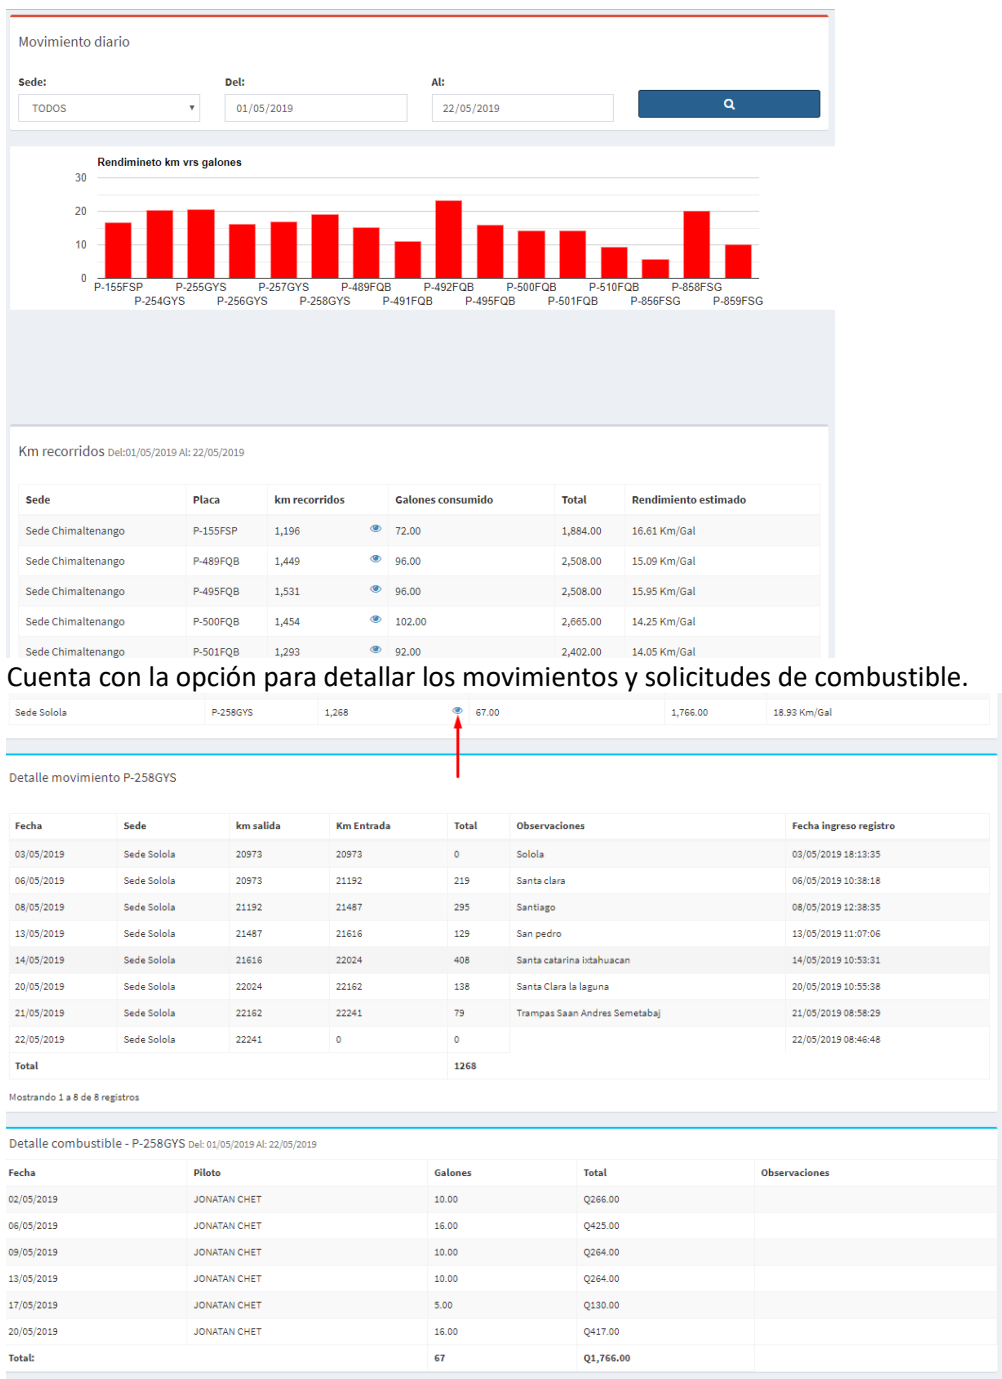 Movimiento diario
Sede: Del: Al:
TODOS 01/05/2019 22/05/2019
Rendimineto km vrs galones
30
20
10
0
P-155FSP P-255GYS P-257GYS P-489FQB P-492FQB P-500FQB P-510FQB P-858FSG
P-254GYS P-256GYS P-258GYS P-491FQB P-495FQB P-501FQB P-856FSG P-859FSG
Km recorridos Del:01/05/2019 Al: 22/05/2019
Sede Placa km recorridos Galones consumido Total Rendimiento estimado
Sede Chimaltenango P-155FSP 1,196 72.00 1,884.00 16.61 Km/Gal
Sede Chimaltenango P-489FQB 1,449 96.00 2,508.00 15.09 Km/Gal
Sede Chimaltenango P-495FQB 1,531 96.00 2,508.00 15.95 Km/Gal
Sede Chimaltenango P-500FQB 1,454 102.00 2,665.00 14.25 Km/Gal
Sede Chimaltenango P-501FQB 1,293 92.00 2,402.00 14.05 Km/Gal
Cuenta con la opción para detallar los movimientos y solicitudes de combustible.
Sede Solola P-258GYS 1,268 67.00 1,766.00 18.93 Km/Gal
Detalle movimiento P-258GYS
Fecha Sede km salida Km Entrada Total Observaciones Fecha ingreso registro
03/05/2019 Sede Solola 20973 20973 0 Solola 03/05/2019 18:13:35
06/05/2019 Sede Solola 20973 21192 219 Santa clara 06/05/2019 10:38:18
08/05/2019 Sede Solola 21192 21487 295 Santiago 08/05/2019 12:38:35
13/05/2019 Sede Solola 21487 21616 129 San pedro 13/05/2019 11:07:06
14/05/2019 Sede Solola 21616 22024 408 Santa catarina ixtahuacan 14/05/2019 10:53:31
20/05/2019 Sede Solola 22024 22162 138 Santa Clara la laguna 20/05/2019 10:55:38
21/05/2019 Sede Solola 22162 22241 79 Trampas Saan Andres Semetabaj 21/05/2019 08:58:29
22/05/2019 Sede Solola 22241 0 0 22/05/2019 08:46:48
Total 1268
Mostrando 1 a 8 de 8 registros
Detalle combustible - P-258GYS Del: 01/05/2019 Al: 22/05/2019
Fecha Piloto Galones Total Observaciones
02/05/2019 JONATAN CHET 10.00 Q266.00
06/05/2019 JONATAN CHET 16.00 Q425.00
09/05/2019 JONATAN CHET 10.00 Q264.00
13/05/2019 JONATAN CHET 10.00 Q264.00
17/05/2019 JONATAN CHET 5.00 Q130.00
20/05/2019 JONATAN CHET 16.00 Q417.00
Total: 67 Q1,766.00